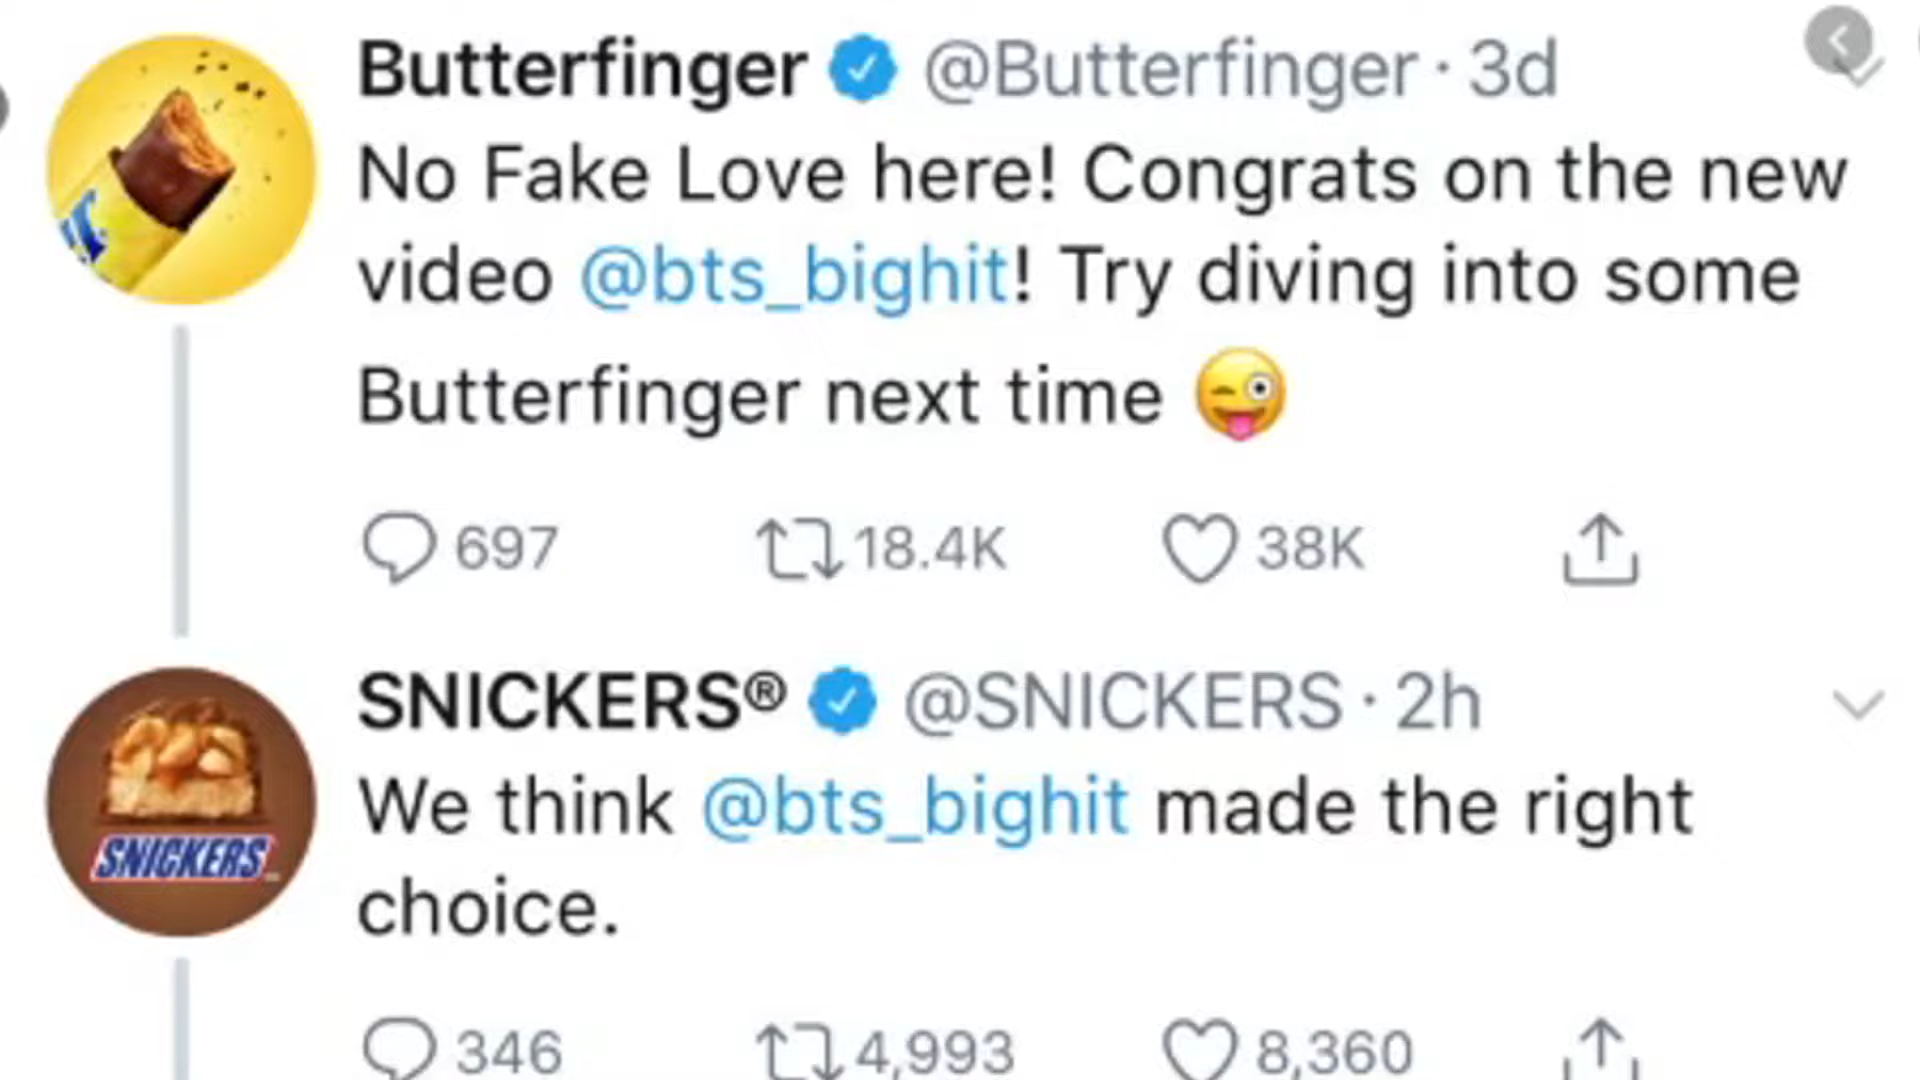 Butterfinger @Butterfinger · 3d
No Fake Love here! Congrats on the new
video @bts_bighit! Try diving into some
Butterfinger next time 😜
697 18.4K 38K
SNICKERS® @SNICKERS · 2h
We think @bts_bighit made the right
choice.
SNICKERS
346 4,993 8,360